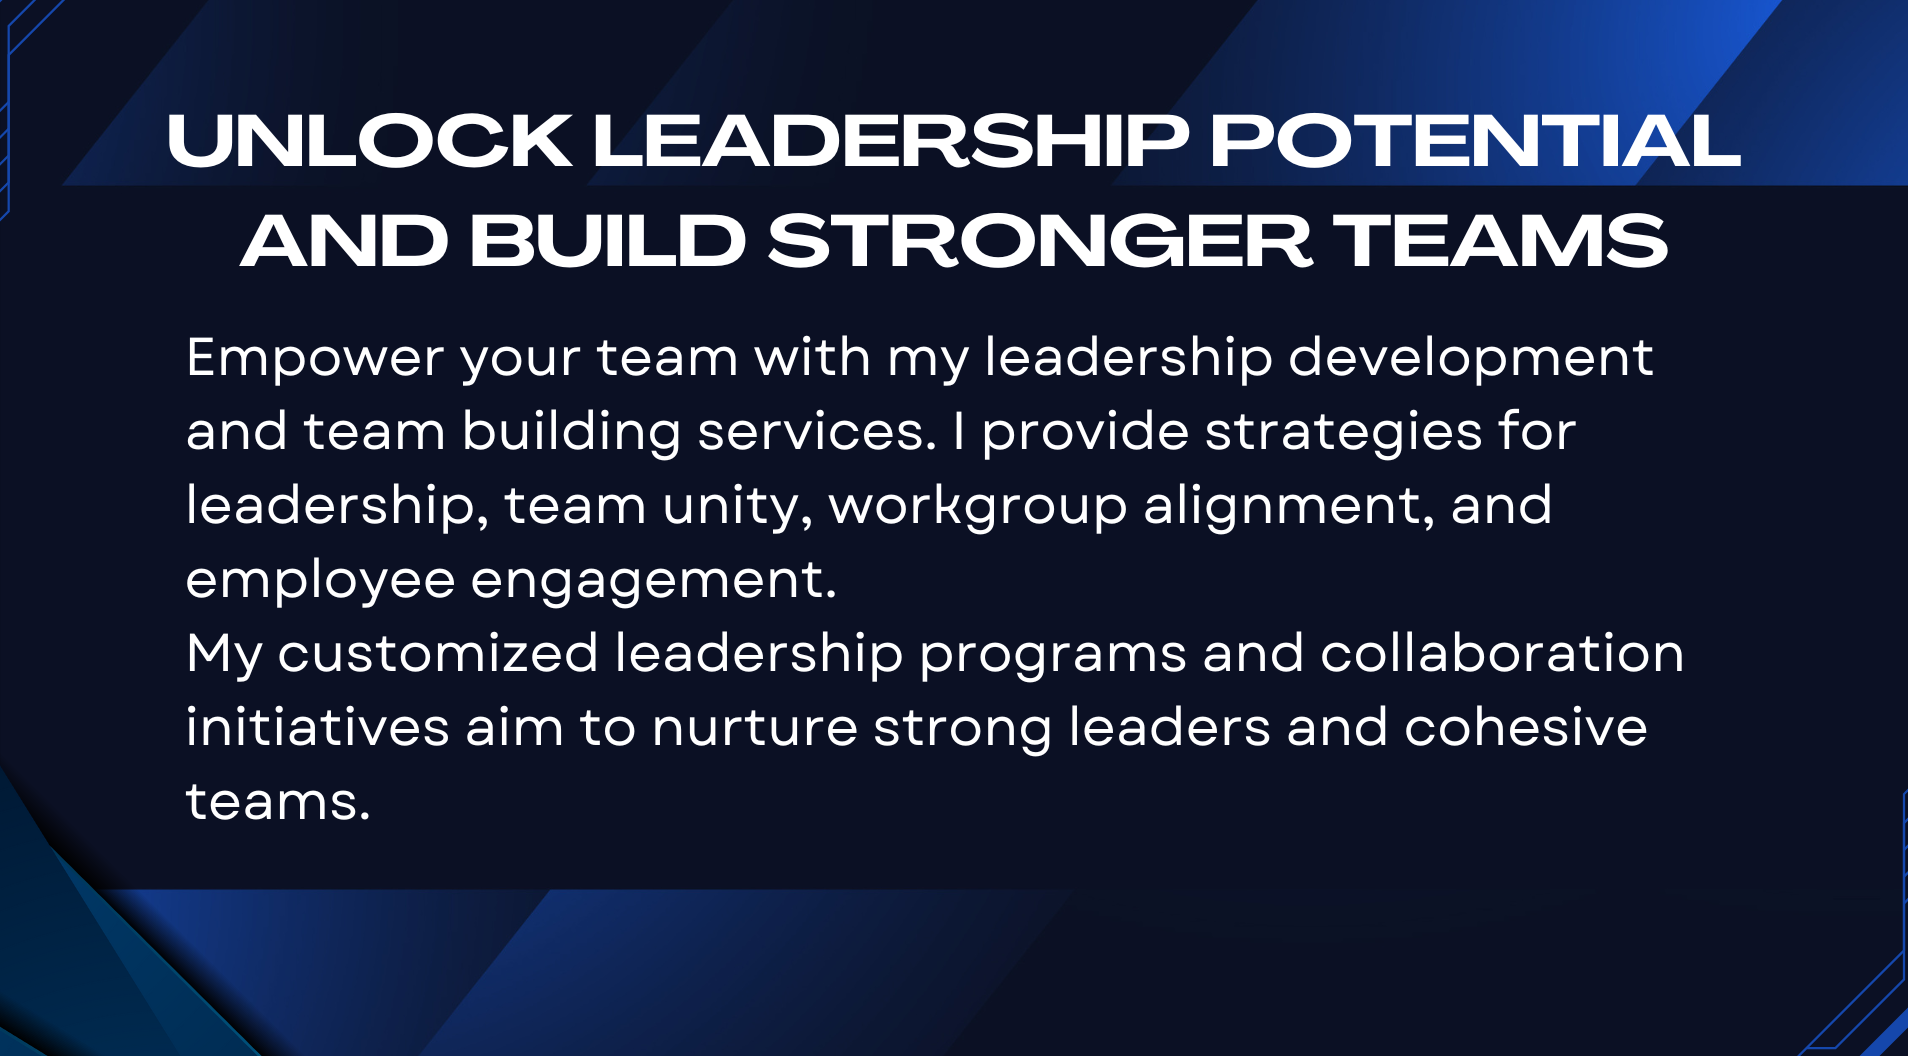 UNLOCK LEADERSHIP POTENTIAL
AND BUILD STRONGER TEAMS
Empower your team with my leadership development
and team building services. I provide strategies for
leadership, team unity, workgroup alignment, and
employee engagement.
My customized leadership programs and collaboration
initiatives aim to nurture strong leaders and cohesive
teams.